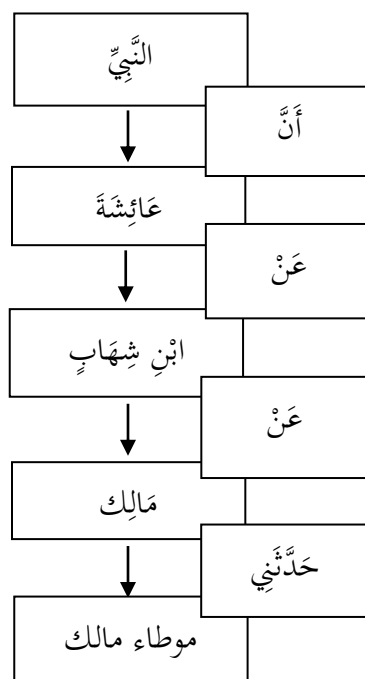 النَّبِيِّ
أَنَّ
عَائِشَةَ
عَنْ
ابْنِ شِهَابٍ
عَنْ
مَالِك
حَدَّثَنِي
موطاء مالك